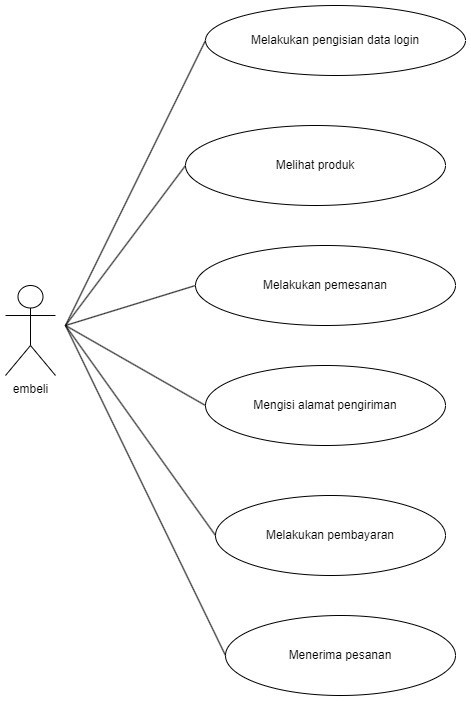 Melakukan pengisian data login
Melihat produk
Melakukan pemesanan
embeli
Mengisi alamat pengiriman
Melakukan pembayaran
Menerima pesanan